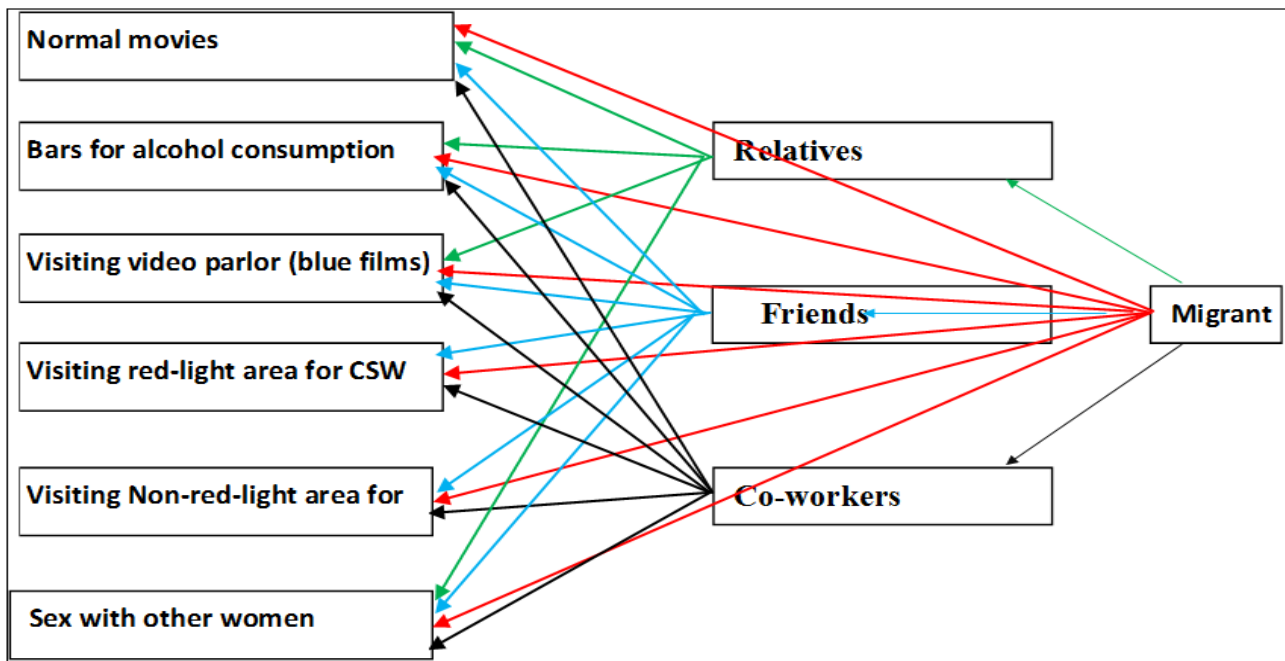 Normal movies
Bars for alcohol consumption
Relatives
Visiting video parlor (blue films)
Friends
Migrant
Visiting red-light area for CSW
Visiting Non-red-light area for
Co-workers
Sex with other women